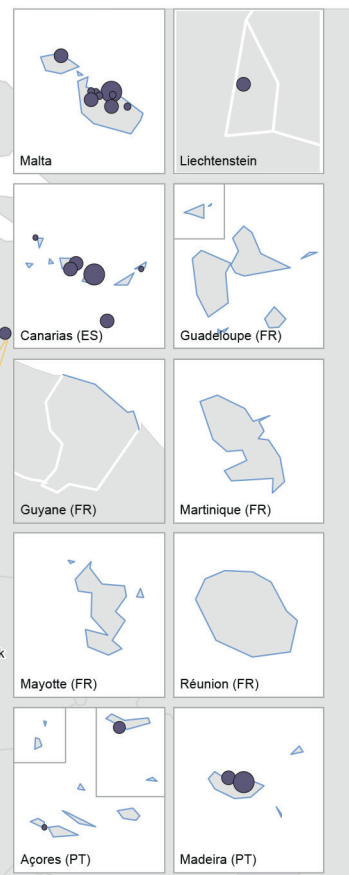 Malta
Liechtenstein
Canarias (ES)
Guadeloupe (FR)
Guyane (FR)
Martinique (FR)
k
Mayotte (FR)
Réunion (FR)
Açores (PT)
Madeira (PT)